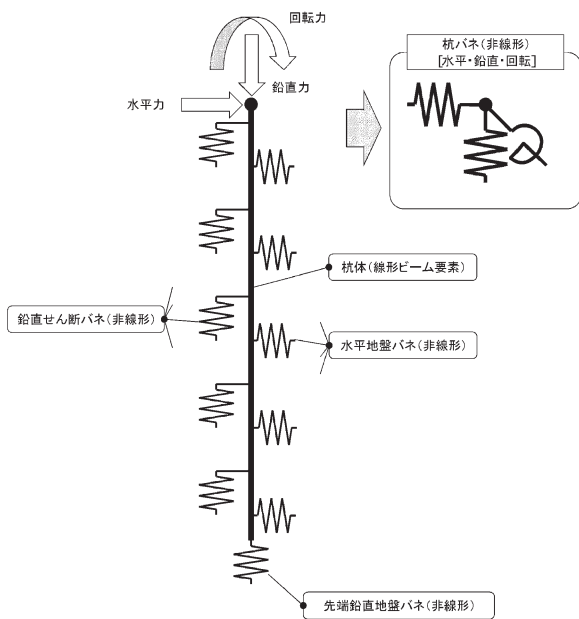 回転力
鉛直力
水平力
杭バネ(非線形)
[水平・鉛直・回転]
杭体(線形ビーム要素)
鉛直せん断バネ(非線形)
水平地盤バネ(非線形)
先端鉛直地盤バネ(非線形)